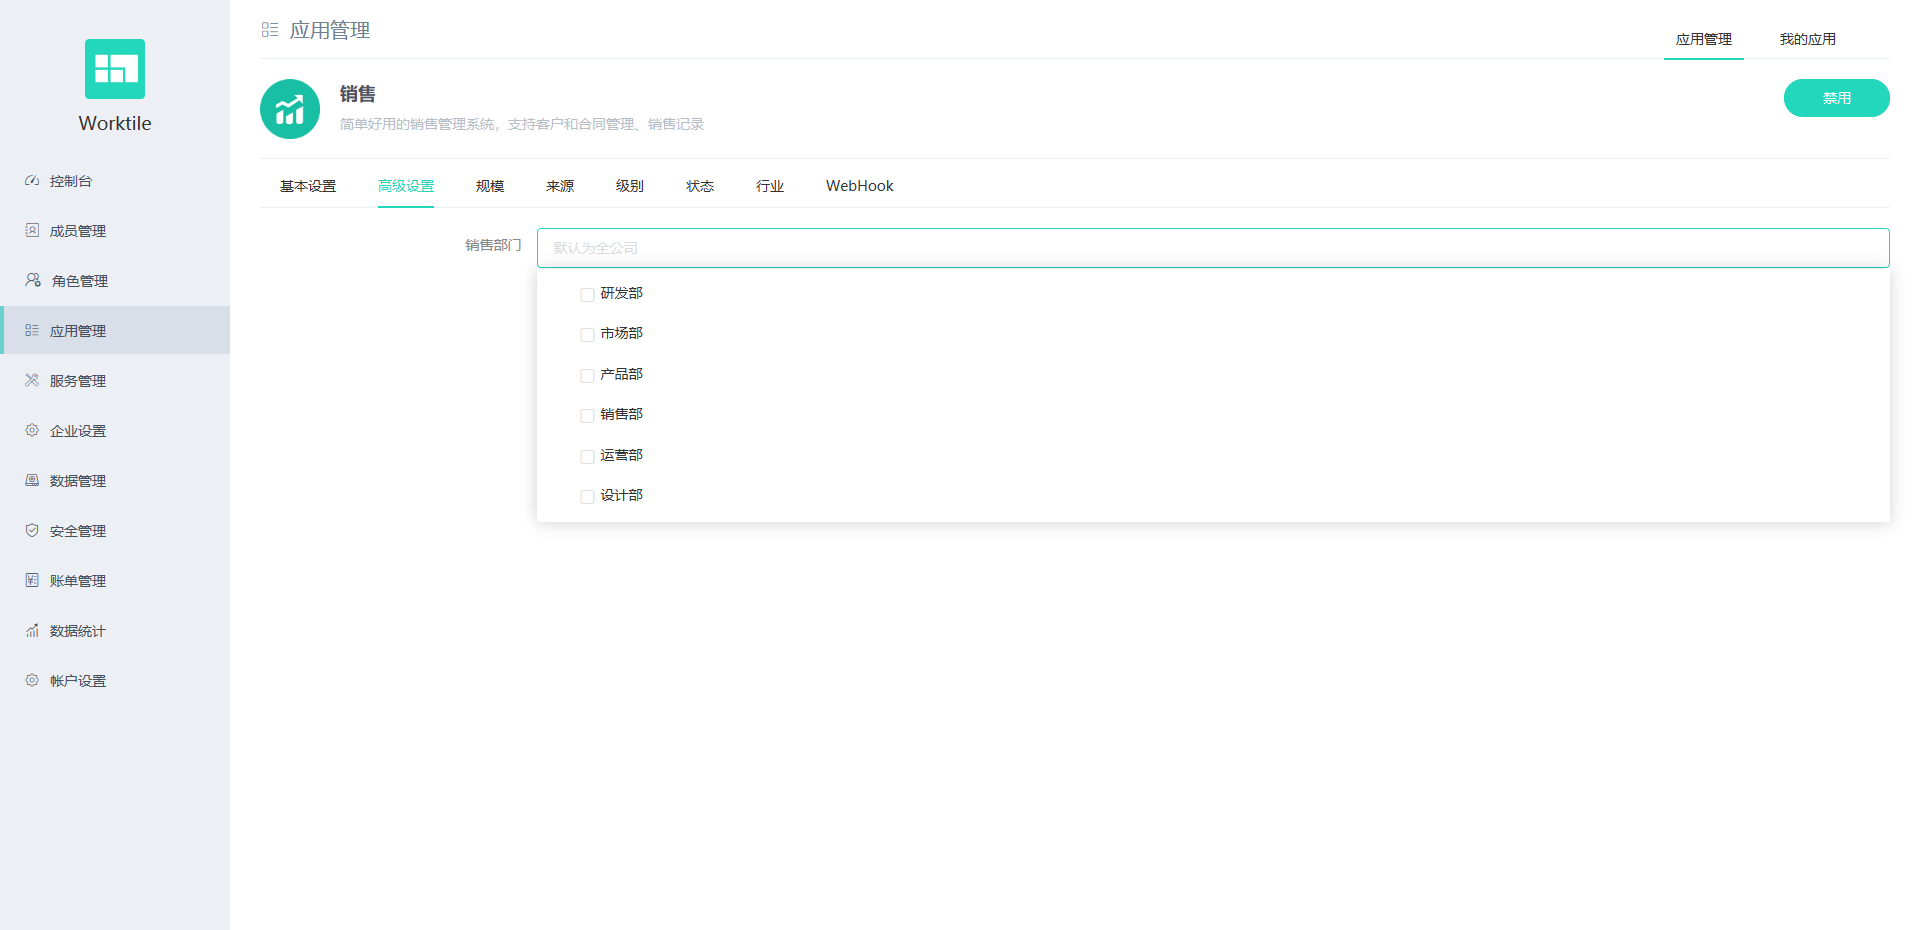 Worktile
控制台
成员管理
角色管理
应用管理
服务管理
企业设置
数据管理
安全管理
账单管理
数据统计
帐户设置
应用管理
应用管理 我的应用
销售
简单好用的销售管理系统，支持客户和合同管理、销售记录
禁用
基本设置 高级设置 规模 来源 级别 状态 行业 WebHook
销售部门 默认为全公司
研发部
市场部
产品部
销售部
运营部
设计部